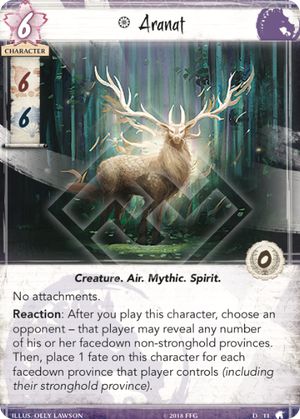 6
Aranat
CHARACTER
6
6
0
Creature. Air. Mythic. Spirit.
No attachments.
Reaction: After you play this character, choose an
opponent – that player may reveal any number
of his or her facedown non-stronghold provinces.
Then, place 1 fate on this character for each
facedown province that player controls (including
their stronghold province).
ILLUS. OLLY LAWSON
©2018 FFG